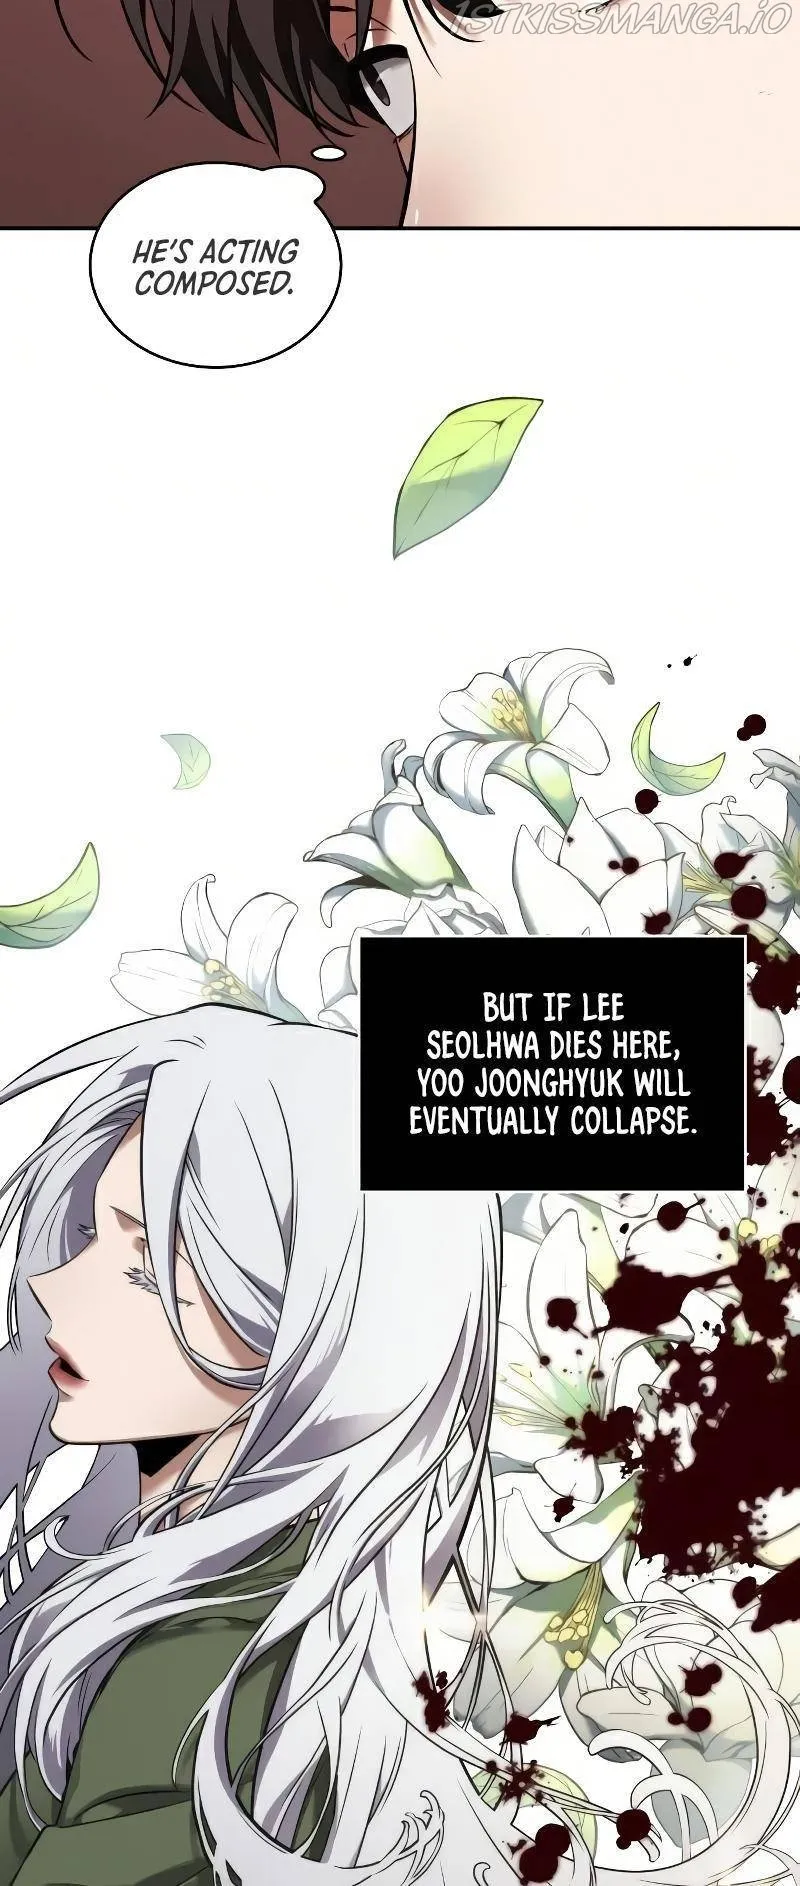 1STKISSMANGA.IO
HE'S ACTING
COMPOSED.
BUT IF LEE
SEOLHWA DIES HERE,
YOO JOONGHYUK WILL
EVENTUALLY COLLAPSE.